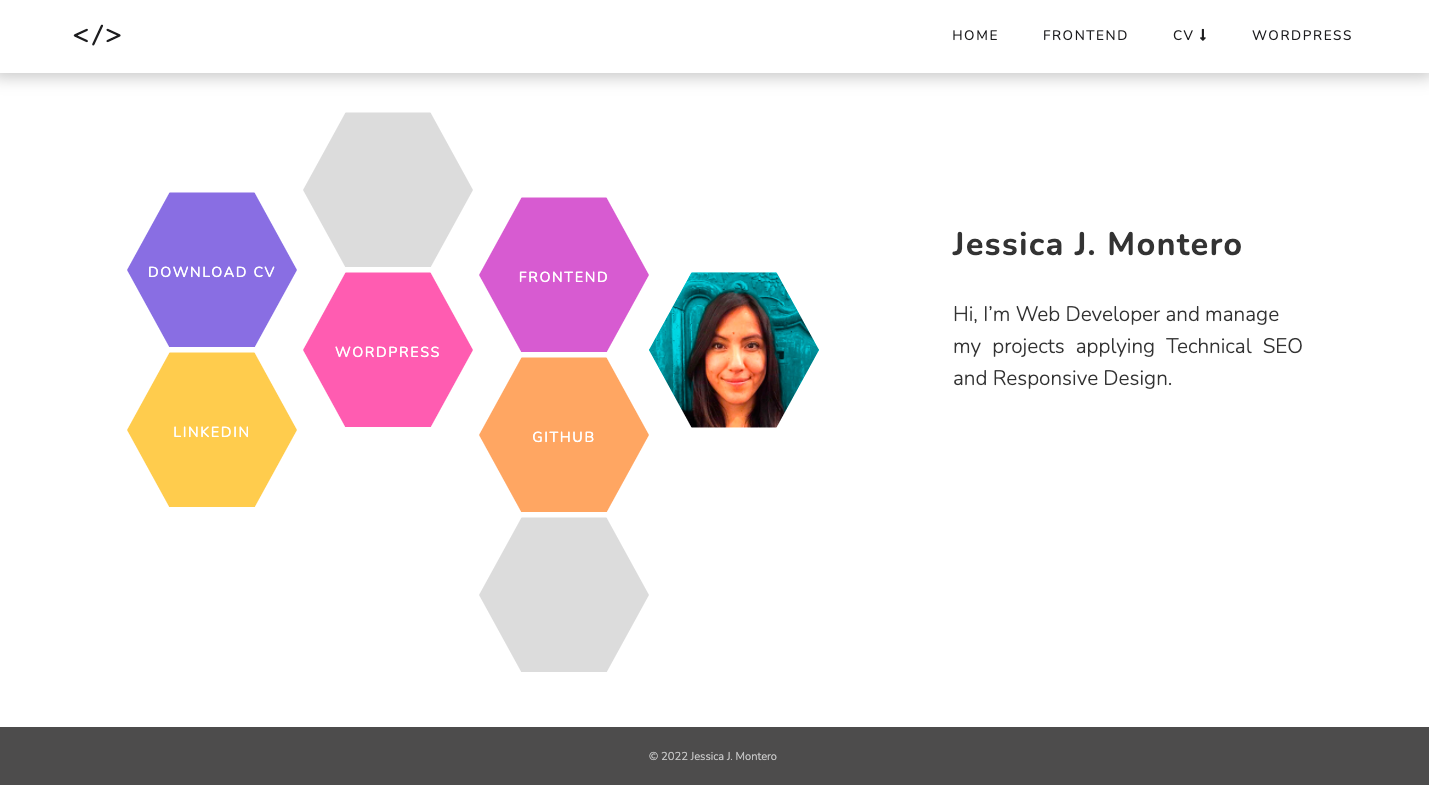 </>
HOME
FRONTEND
CV
WORDPRESS
DOWNLOAD CV
FRONTEND
WORDPRESS
LINKEDIN
GITHUB
Jessica J. Montero
Hi, I’m Web Developer and manage
my projects applying Technical SEO
and Responsive Design.
© 2022 Jessica J. Montero